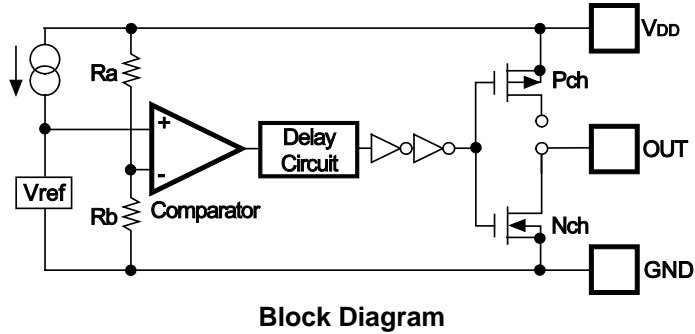 VDD
Ra
Pch
+
Delay
Circuit
OUT
-
Vref
Rb
Comparator
Nch
GND
Block Diagram